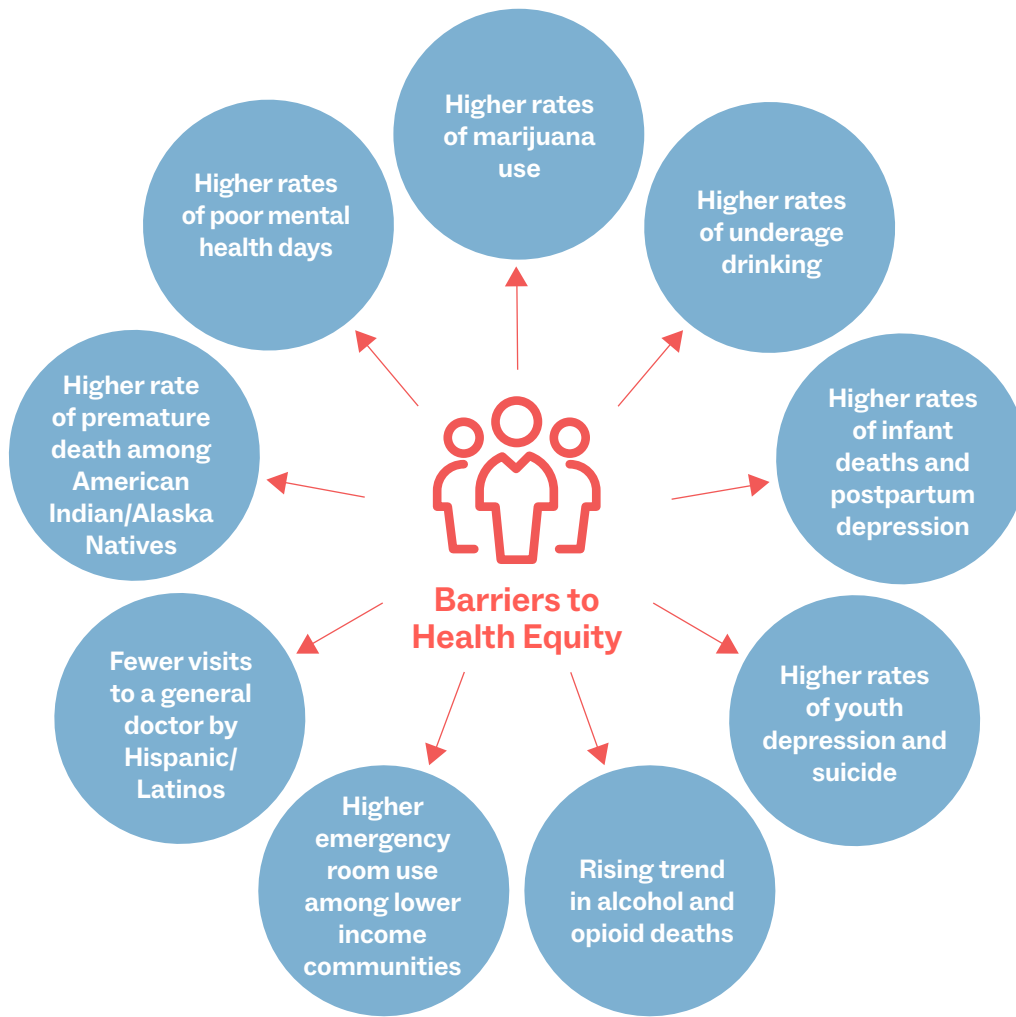 Higher rates
of marijuana
use
Higher rates
of underage
drinking
Higher rates
of infant
deaths and
postpartum
depression
Higher rates
of youth
depression and
suicide
Rising trend
in alcohol and
opioid deaths
Higher
emergency
room use
among lower
income
communities
Fewer visits
to a general
doctor by
Hispanic/
Latinos
Higher rate
of premature
death among
American
Indian/Alaska
Natives
Higher rates
of poor mental
health days
Barriers to
Health Equity